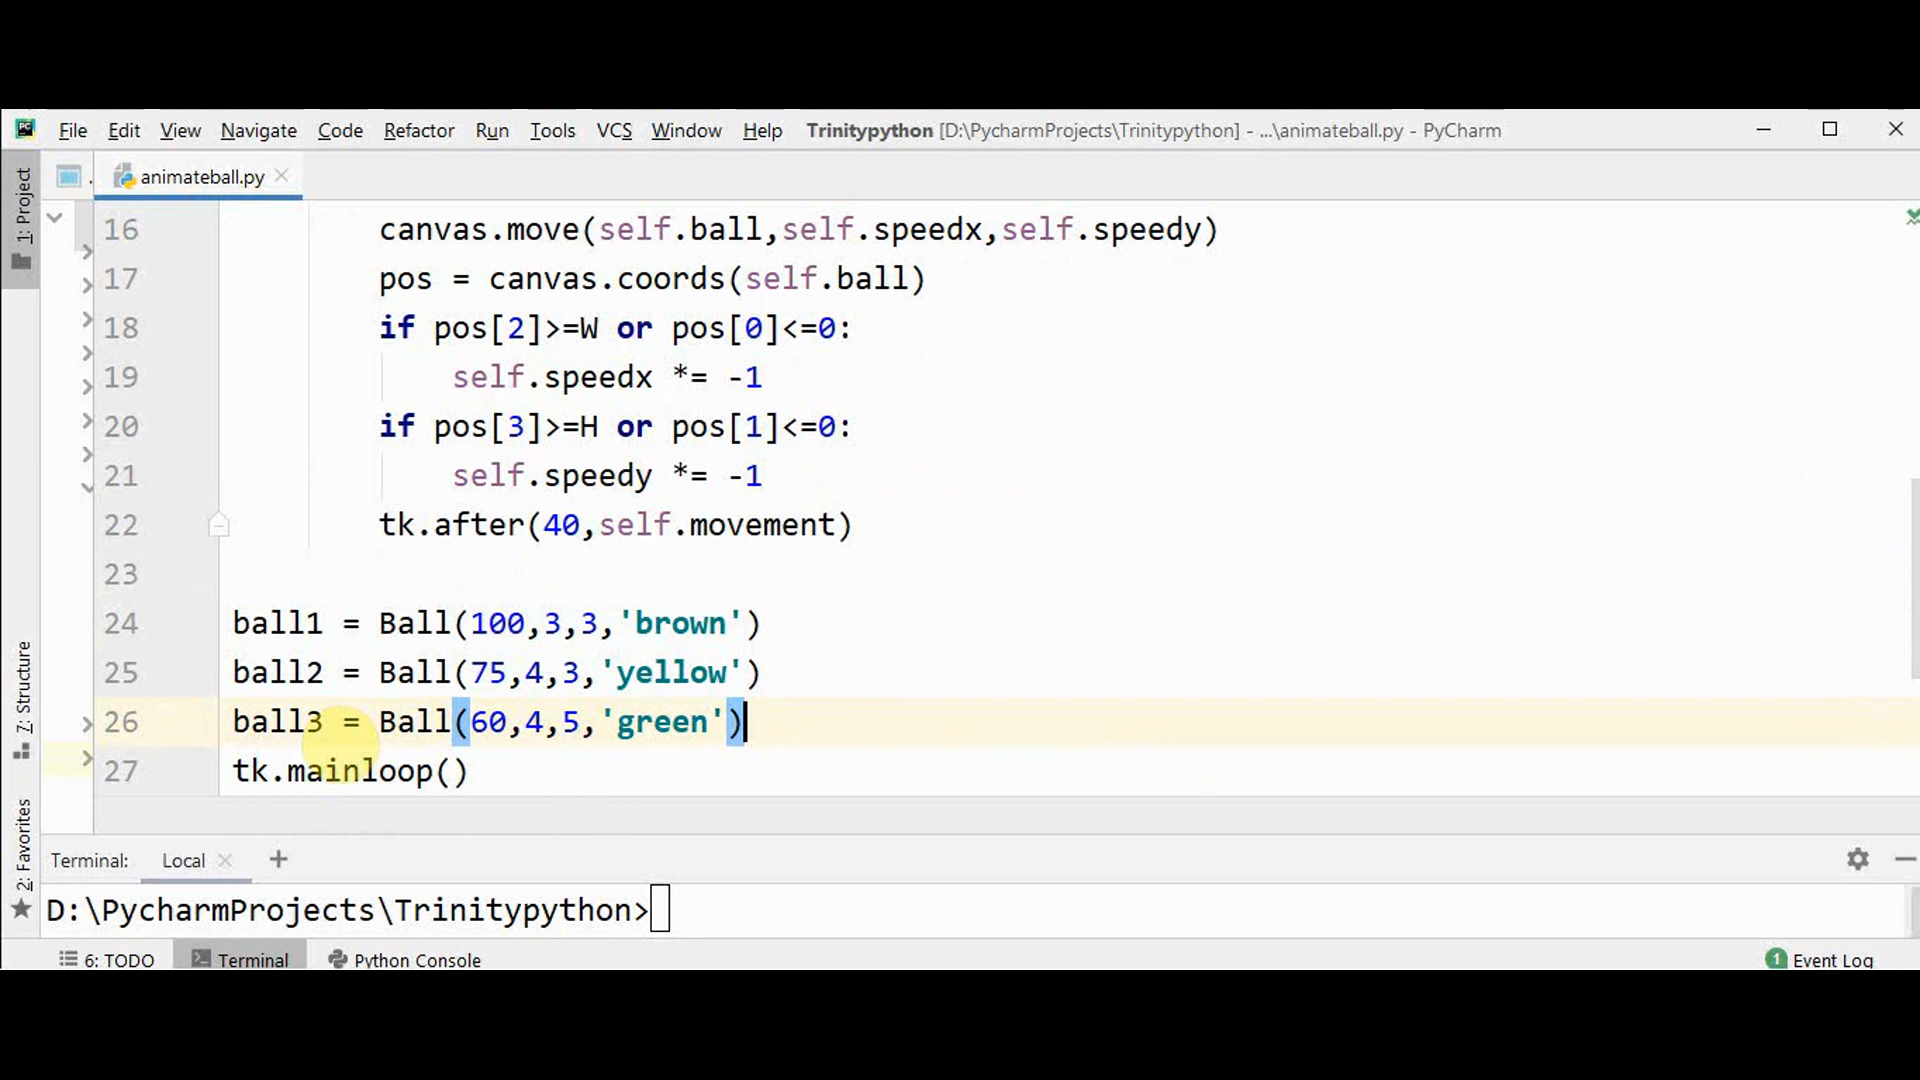 File Edit View Navigate Code Refactor Run Tools VCS Window Help Trinitypython [D:\PycharmProjects\Trinitypython] - ...\animateball.py - PyCharm
1: Project
. animateball.py
16 canvas.move(self.ball,self.speedx,self.speedy)
17 pos = canvas.coords(self.ball)
18 if pos[2]>=W or pos[0]<=0:
19 self.speedx *= -1
20 if pos[3]>=H or pos[1]<=0:
21 self.speedy *= -1
22 tk.after(40,self.movement)
23
24 ball1 = Ball(100,3,3,'brown')
25 ball2 = Ball(75,4,3,'yellow')
26 ball3 = Ball(60,4,5,'green')
27 tk.mainloop()
7: Structure
2: Favorites
Terminal: Local +
D:\PycharmProjects\Trinitypython>
6: TODO Terminal Python Console 1 Event Log